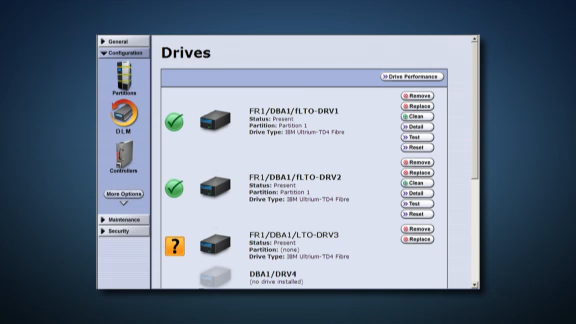 General
Configuration
Partitions
DLM
Controllers
More Options
Maintenance
Security
Drives
Drive Performance
FR1/DBA1/fLTO-DRV1
Status: Present
Partition: Partition 1
Drive Type: IBM Ultrium-TD4 Fibre
Remove
Replace
Clean
Detail
Test
Reset
FR1/DBA1/fLTO-DRV2
Status: Present
Partition: Partition 1
Drive Type: IBM Ultrium-TD4 Fibre
Remove
Replace
Clean
Detail
Test
Reset
FR1/DBA1/LTO-DRV3
Status: Present
Partition: (none)
Drive Type: IBM Ultrium-TD4 Fibre
Remove
Replace
DBA1/DRV4
(no drive installed)